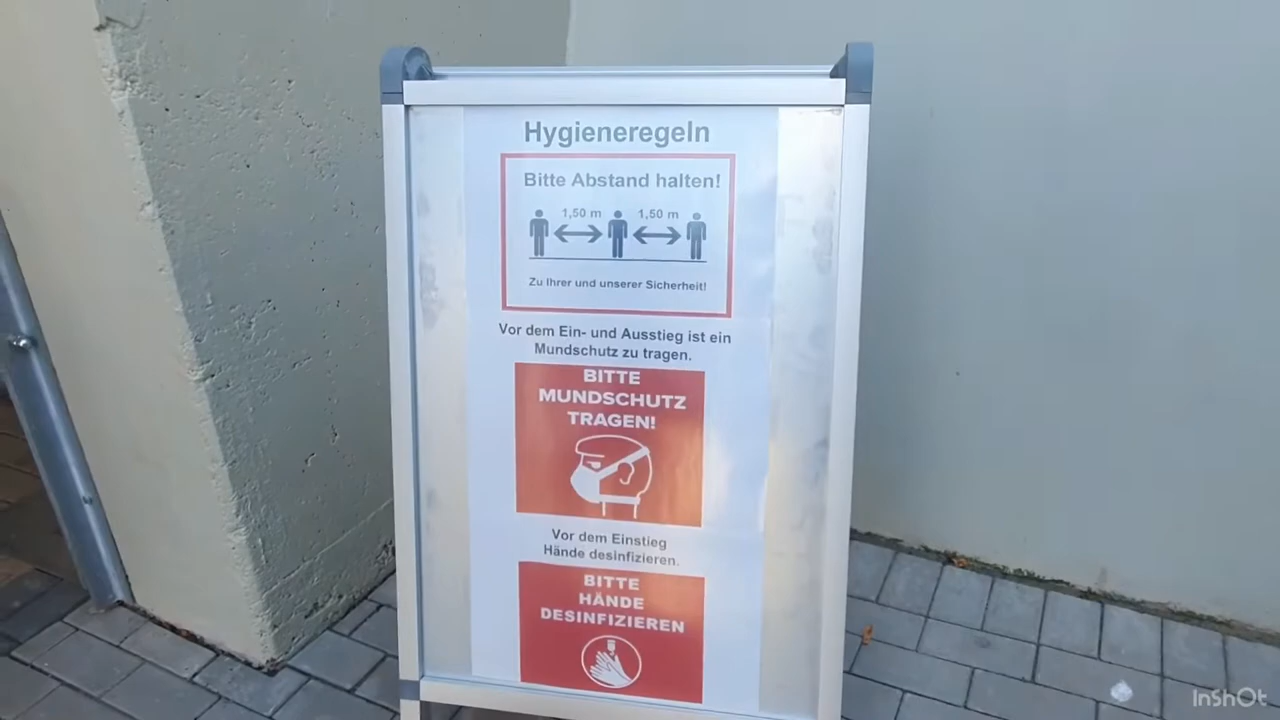 Hygieneregeln
Bitte Abstand halten!
1,50 m 1,50 m
Zu Ihrer und unserer Sicherheit!
Vor dem Ein- und Ausstieg ist ein
Mundschutz zu tragen.
BITTE
MUNDSCHUTZ
TRAGEN!
Vor dem Einstieg
Hände desinfizieren.
BITTE
HÄNDE
DESINFIZIEREN
InShOt